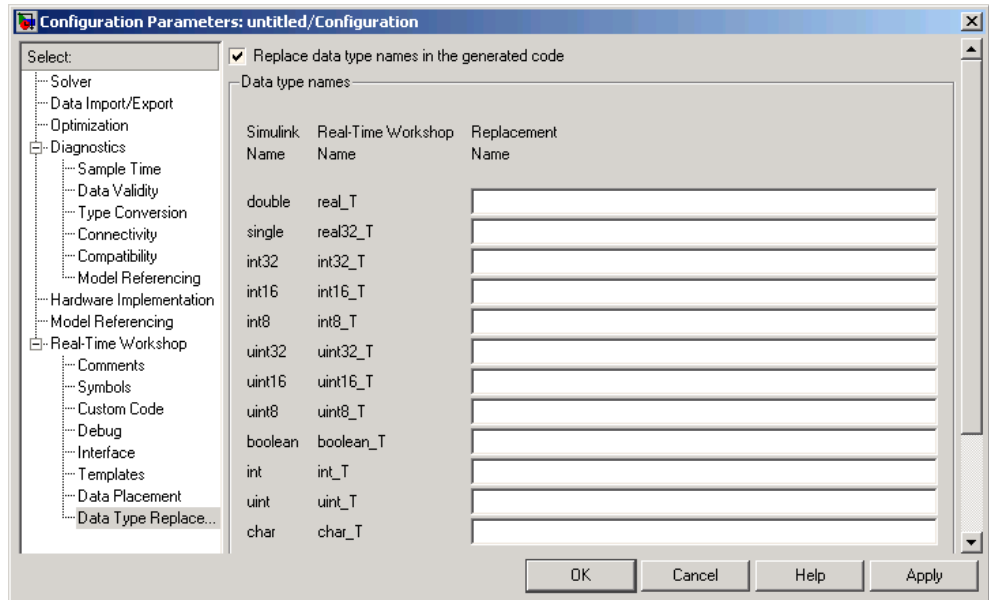 Configuration Parameters: untitled/Configuration
Select:
Solver
Data Import/Export
Optimization
Diagnostics
Sample Time
Data Validity
Type Conversion
Connectivity
Compatibility
Model Referencing
Hardware Implementation
Model Referencing
Real-Time Workshop
Comments
Symbols
Custom Code
Debug
Interface
Templates
Data Placement
Data Type Replace...
Replace data type names in the generated code
Data type names
Simulink Name Real-Time Workshop Name Replacement Name
double real_T
single real32_T
int32 int32_T
int16 int16_T
int8 int8_T
uint32 uint32_T
uint16 uint16_T
uint8 uint8_T
boolean boolean_T
int int_T
uint uint_T
char char_T
OK Cancel Help Apply